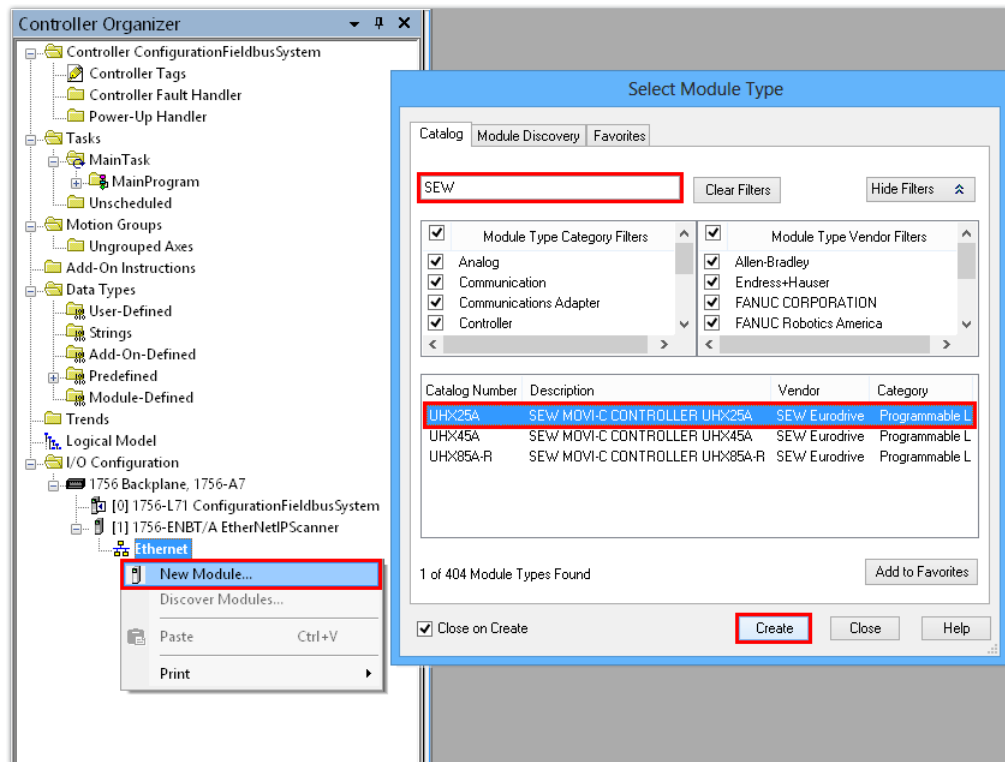 Controller Organizer
Controller ConfigurationFieldbusSystem
Controller Tags
Controller Fault Handler
Power-Up Handler
Tasks
MainTask
MainProgram
Unscheduled
Motion Groups
Ungrouped Axes
Add-On Instructions
Data Types
User-Defined
Strings
Add-On-Defined
Predefined
Module-Defined
Trends
Logical Model
I/O Configuration
1756 Backplane, 1756-A7
[0] 1756-L71 ConfigurationFieldbusSystem
[1] 1756-ENBT/A EtherNetIPScanner
Ethernet
New Module...
Discover Modules...
Paste Ctrl+V
Print
Select Module Type
Catalog Module Discovery Favorites
SEW Clear Filters Hide Filters
Module Type Category Filters
Analog
Communication
Communications Adapter
Controller
Module Type Vendor Filters
Allen-Bradley
Endress+Hauser
FANUC CORPORATION
FANUC Robotics America
Catalog Number Description Vendor Category
UHX25A SEW MOVI-C CONTROLLER UHX25A SEW Eurodrive Programmable L
UHX45A SEW MOVI-C CONTROLLER UHX45A SEW Eurodrive Programmable L
UHX85A-R SEW MOVI-C CONTROLLER UHX85A-R SEW Eurodrive Programmable L
1 of 404 Module Types Found Add to Favorites
Close on Create Create Close Help